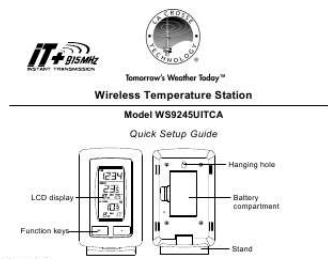 LA CROSSE
TECHNOLOGY
IT+ 915MHz
INSTANT TRANSMISSION
Tomorrow's Weather Today™
Wireless Temperature Station
Model WS9245UITCA
Quick Setup Guide
Hanging hole
LCD display
Battery
compartment
Function keys
Stand